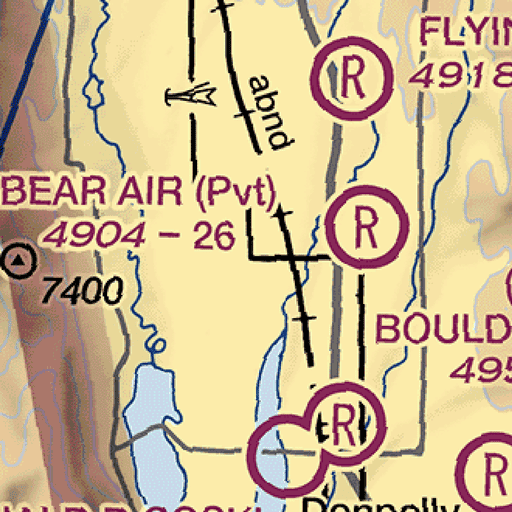 FLYIN
4918
R
abnd
BEAR AIR (Pvt)
4904 - 26
R
7400
BOULD
495
R
R
Donnelly